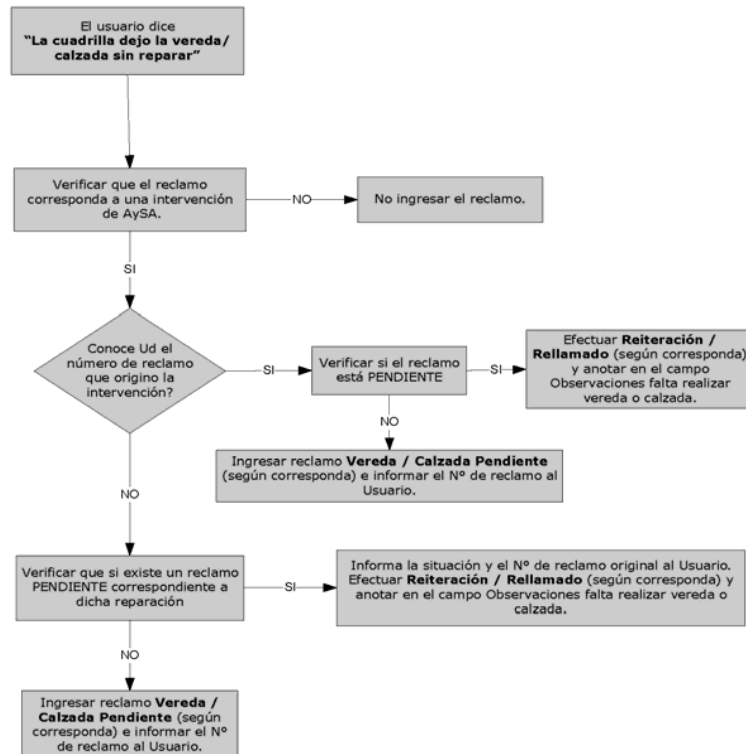 El usuario dice
“La cuadrilla dejo la vereda/
calzada sin reparar”
Verificar que el reclamo
corresponda a una intervención
de AySA.
NO
No ingresar el reclamo.
SI
Conoce Ud el
número de reclamo
que origino la
intervención?
SI
Verificar si el reclamo
está PENDIENTE
SI
Efectuar Reiteración /
Rellamado (según corresponda)
y anotar en el campo
Observaciones falta realizar
vereda o calzada.
NO
Ingresar reclamo Vereda / Calzada Pendiente
(según corresponda) e informar el Nº de reclamo al
Usuario.
NO
Verificar que si existe un reclamo
PENDIENTE correspondiente a
dicha reparación
SI
Informa la situación y el Nº de reclamo original al Usuario.
Efectuar Reiteración / Rellamado (según corresponda) y
anotar en el campo Observaciones falta realizar vereda o
calzada.
NO
Ingresar reclamo Vereda /
Calzada Pendiente (según
corresponda) e informar el Nº
de reclamo al Usuario.